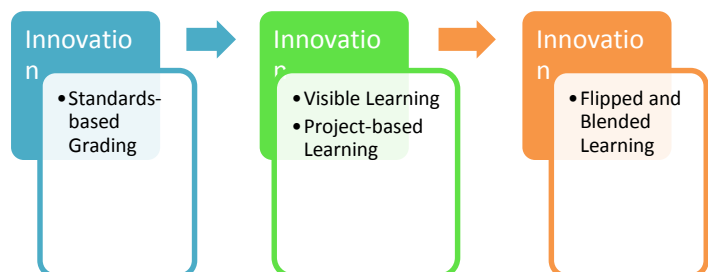 Innovatio
n
• Standards-
based
Grading
Innovatio
n
• Visible Learning
• Project-based
Learning
Innovatio
n
• Flipped and
Blended
Learning